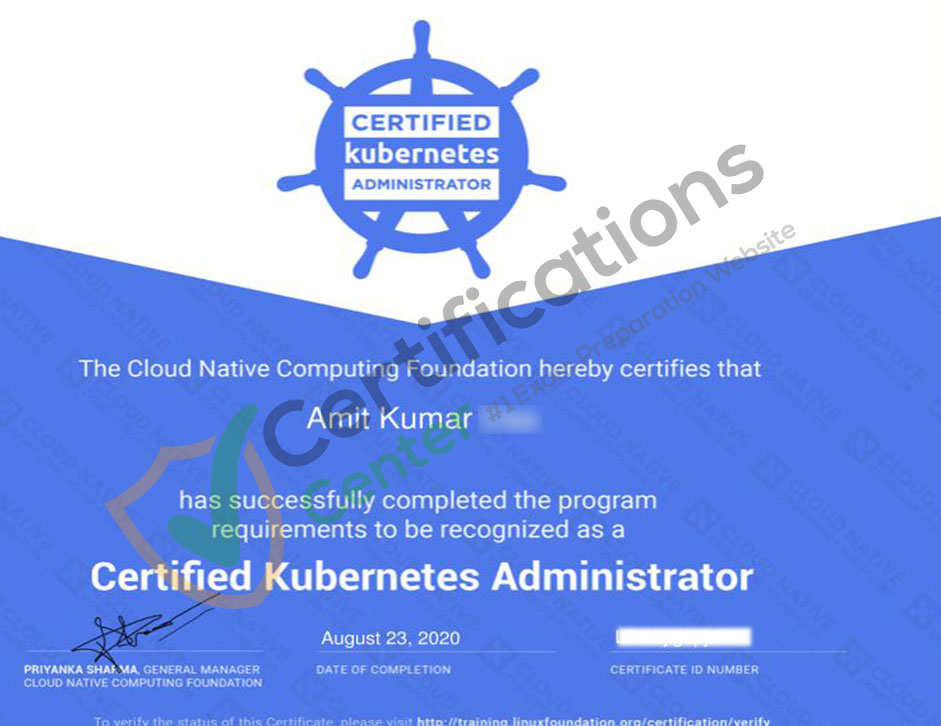 CERTIFIED
kubernetes
ADMINISTRATOR
Certifications
Center
#1 Exam Preparation Website
The Cloud Native Computing Foundation hereby certifies that
Amit Kumar
has successfully completed the program
requirements to be recognized as a
Certified Kubernetes Administrator
August 23, 2020
PRIYANKA SHARMA, GENERAL MANAGER
CLOUD NATIVE COMPUTING FOUNDATION
DATE OF COMPLETION
CERTIFICATE ID NUMBER
To verify the status of this Certificate, please visit http://training.linuxfoundation.org/certification/verify